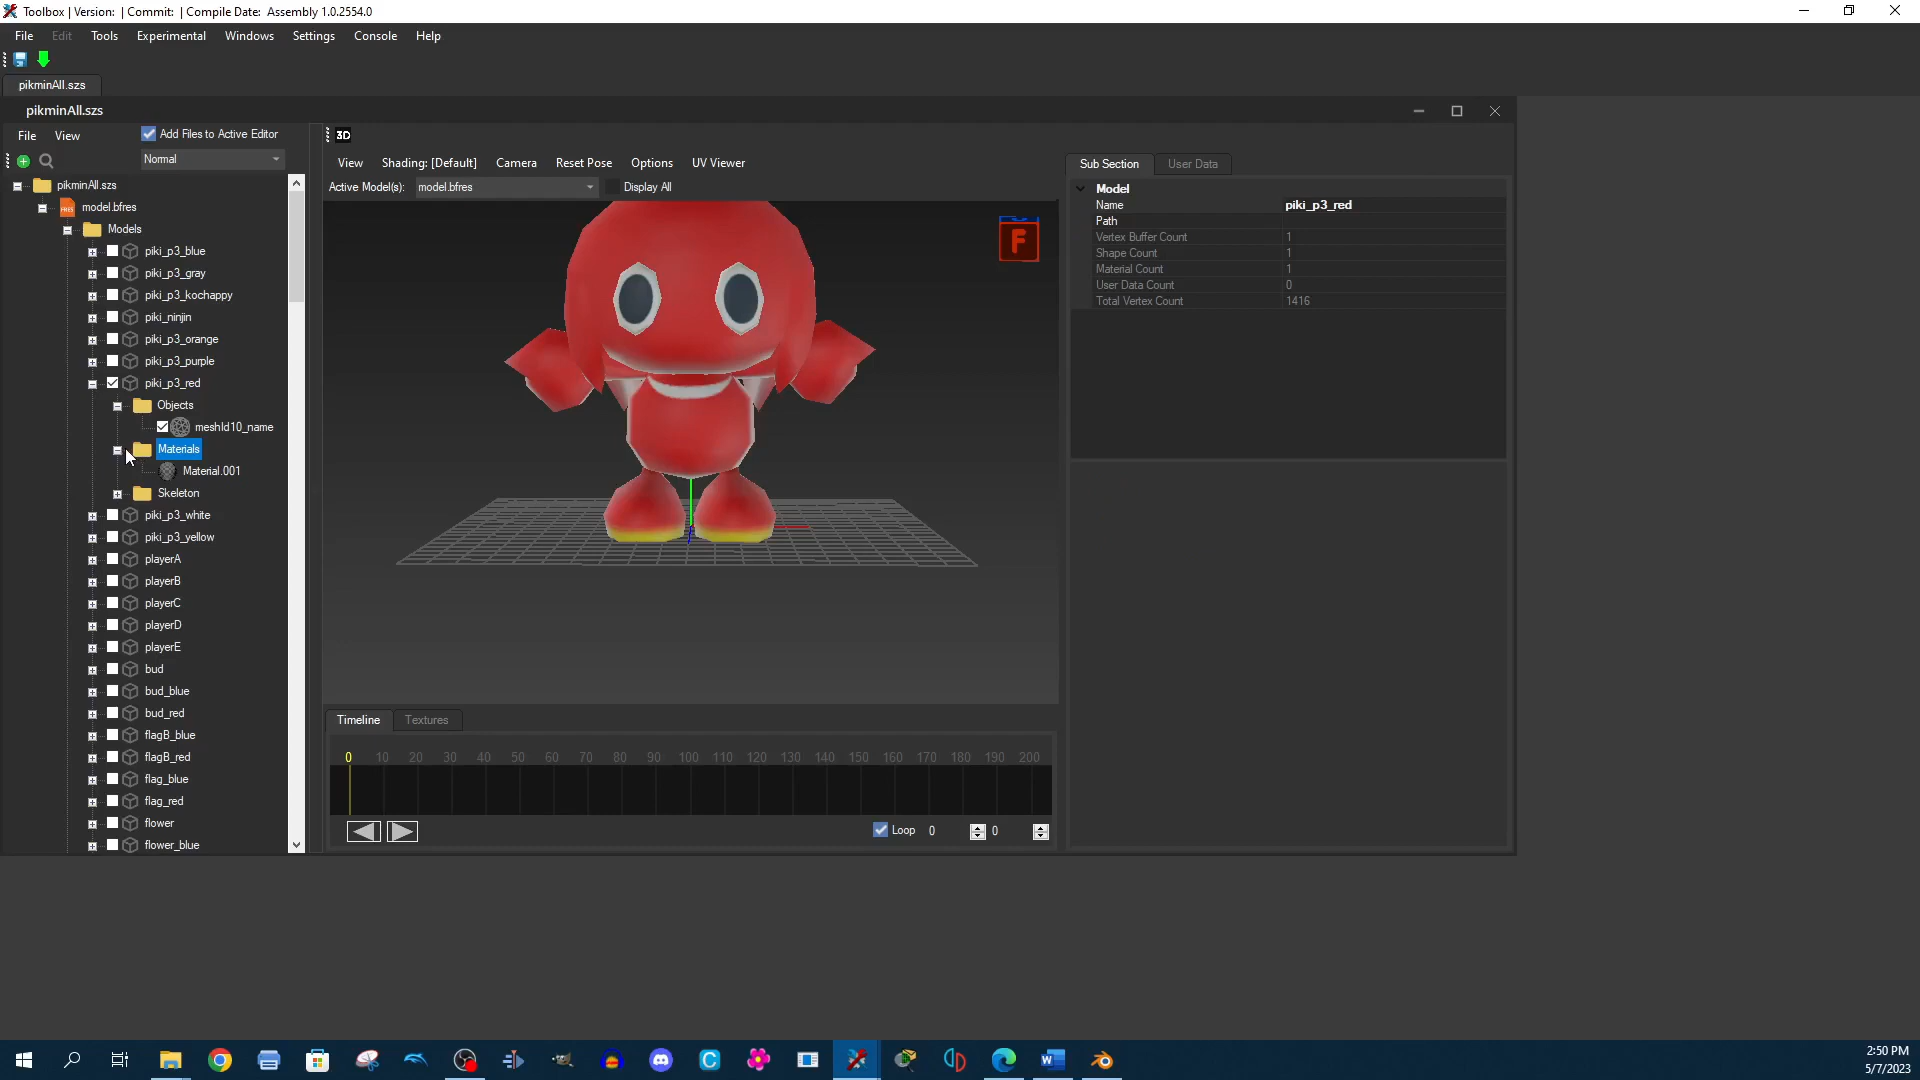 Toolbox | Version: | Commit: | Compile Date: Assembly 1.0.2554.0
File Edit Tools Experimental Windows Settings Console Help
pikminAll.szs
pikminAll.szs
File View Add Files to Active Editor
Normal
pikminAll.szs
FRES model.bfres
Models
piki_p3_blue
piki_p3_gray
piki_p3_kochappy
piki_ninjin
piki_p3_orange
piki_p3_purple
piki_p3_red
Objects
meshId10_name
Materials
Material.001
Skeleton
piki_p3_white
piki_p3_yellow
playerA
playerB
playerC
playerD
playerE
bud
bud_blue
bud_red
flagB_blue
flagB_red
flag_blue
flag_red
flower
flower_blue
3D
View Shading: [Default] Camera Reset Pose Options UV Viewer
Active Model(s): model.bfres Display All
F
Timeline Textures
0 10 20 30 40 50 60 70 80 90 100 110 120 130 140 150 160 170 180 190 200
Loop 0 0
Sub Section User Data
Model
Name piki_p3_red
Path
Vertex Buffer Count 1
Shape Count 1
Material Count 1
User Data Count 0
Total Vertex Count 1416
2:50 PM
5/7/2023